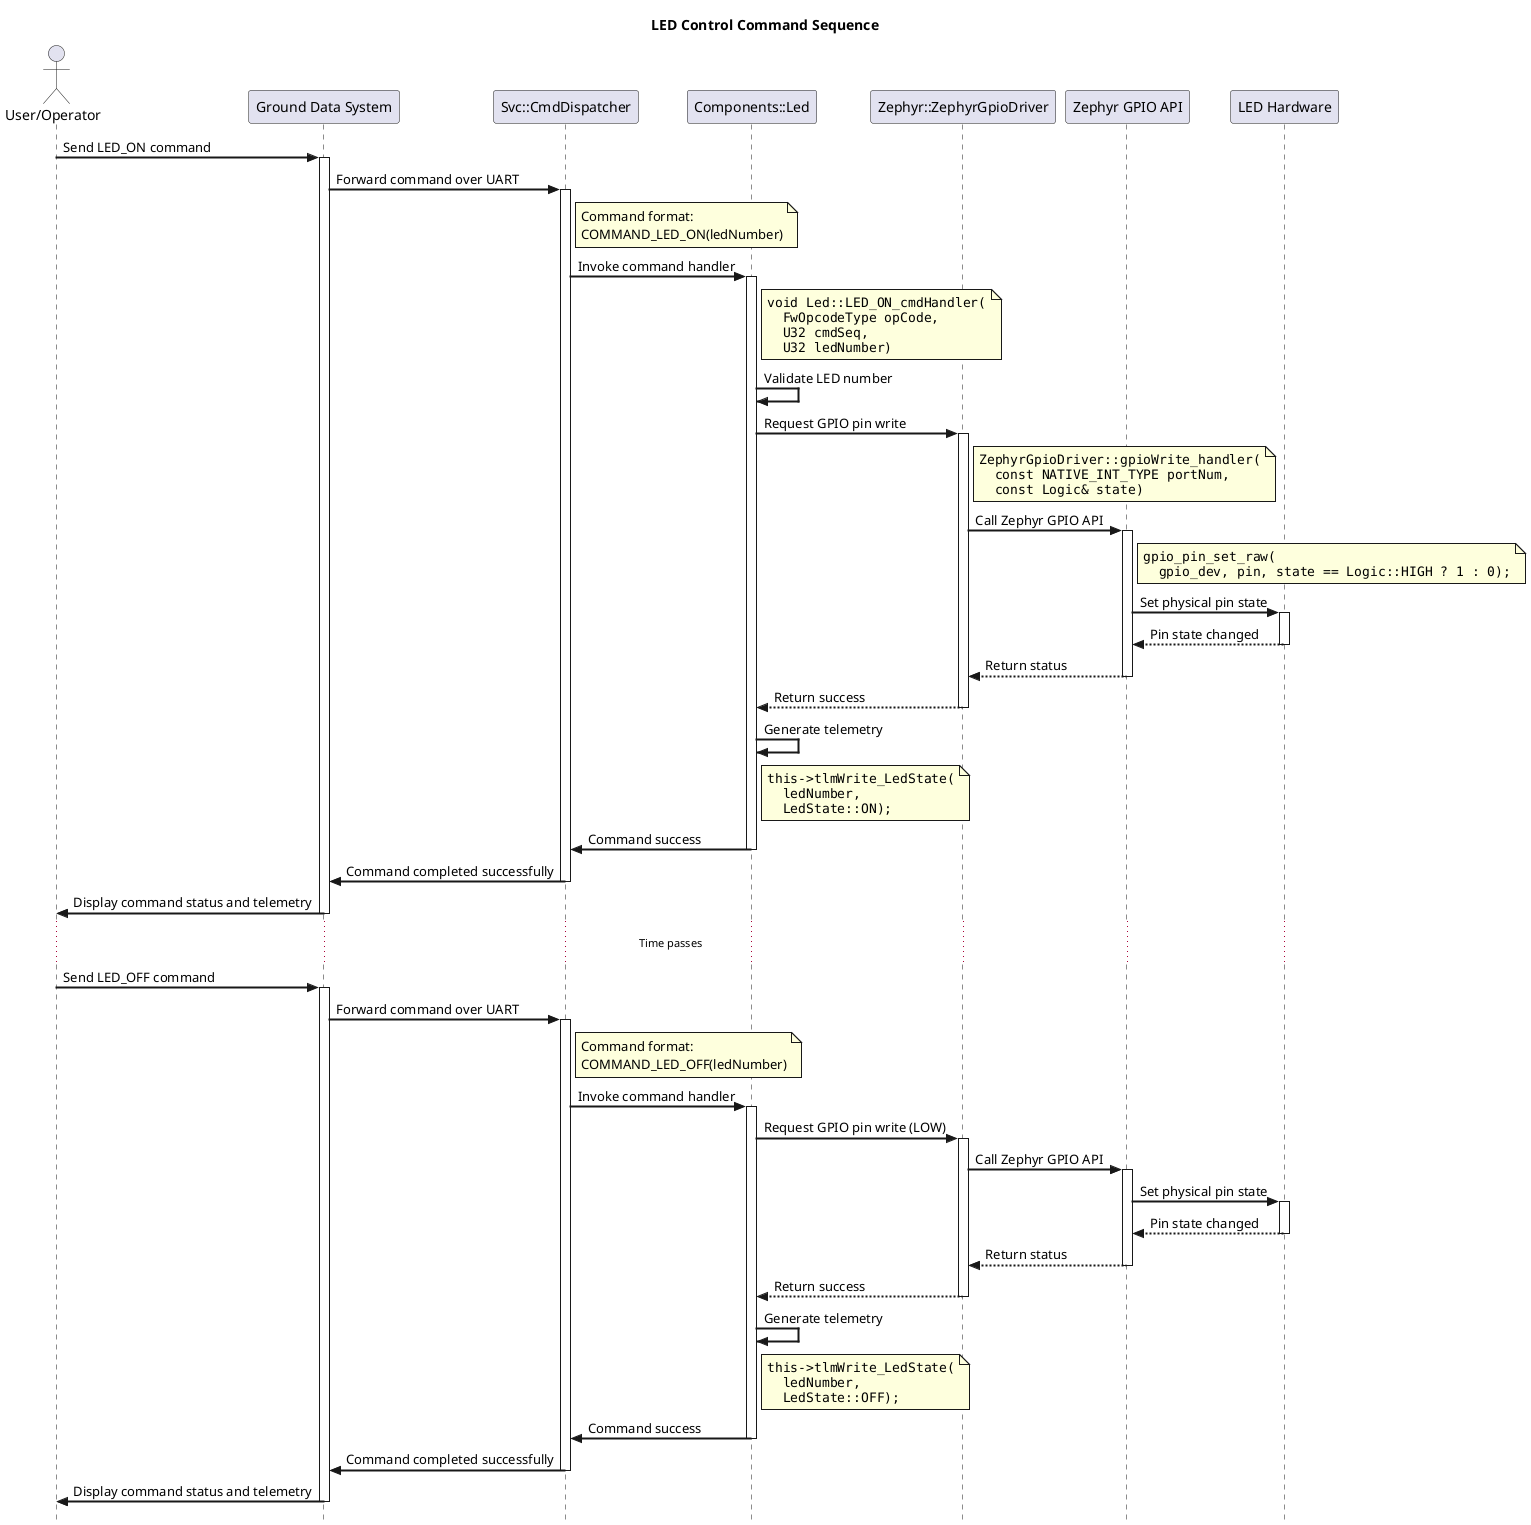 LED Control Command Sequence
User/Operator
Ground Data System
Svc::CmdDispatcher
Components::Led
Zephyr::ZephyrGpioDriver
Zephyr GPIO API
LED Hardware
Send LED_ON command
Forward command over UART
Command format:
COMMAND_LED_ON(ledNumber)
Invoke command handler
void Led::LED_ON_cmdHandler(
  FwOpcodeType opCode,
  U32 cmdSeq,
  U32 ledNumber)
Validate LED number
Request GPIO pin write
ZephyrGpioDriver::gpioWrite_handler(
  const NATIVE_INT_TYPE portNum,
  const Logic& state)
Call Zephyr GPIO API
gpio_pin_set_raw(
  gpio_dev, pin, state == Logic::HIGH ? 1 : 0);
Set physical pin state
Pin state changed
Return status
Return success
Generate telemetry
this->tlmWrite_LedState(
  ledNumber,
  LedState::ON);
Command success
Command completed successfully
Display command status and telemetry
Time passes
Send LED_OFF command
Forward command over UART
Command format:
COMMAND_LED_OFF(ledNumber)
Invoke command handler
Request GPIO pin write (LOW)
Call Zephyr GPIO API
Set physical pin state
Pin state changed
Return status
Return success
Generate telemetry
this->tlmWrite_LedState(
  ledNumber,
  LedState::OFF);
Command success
Command completed successfully
Display command status and telemetry